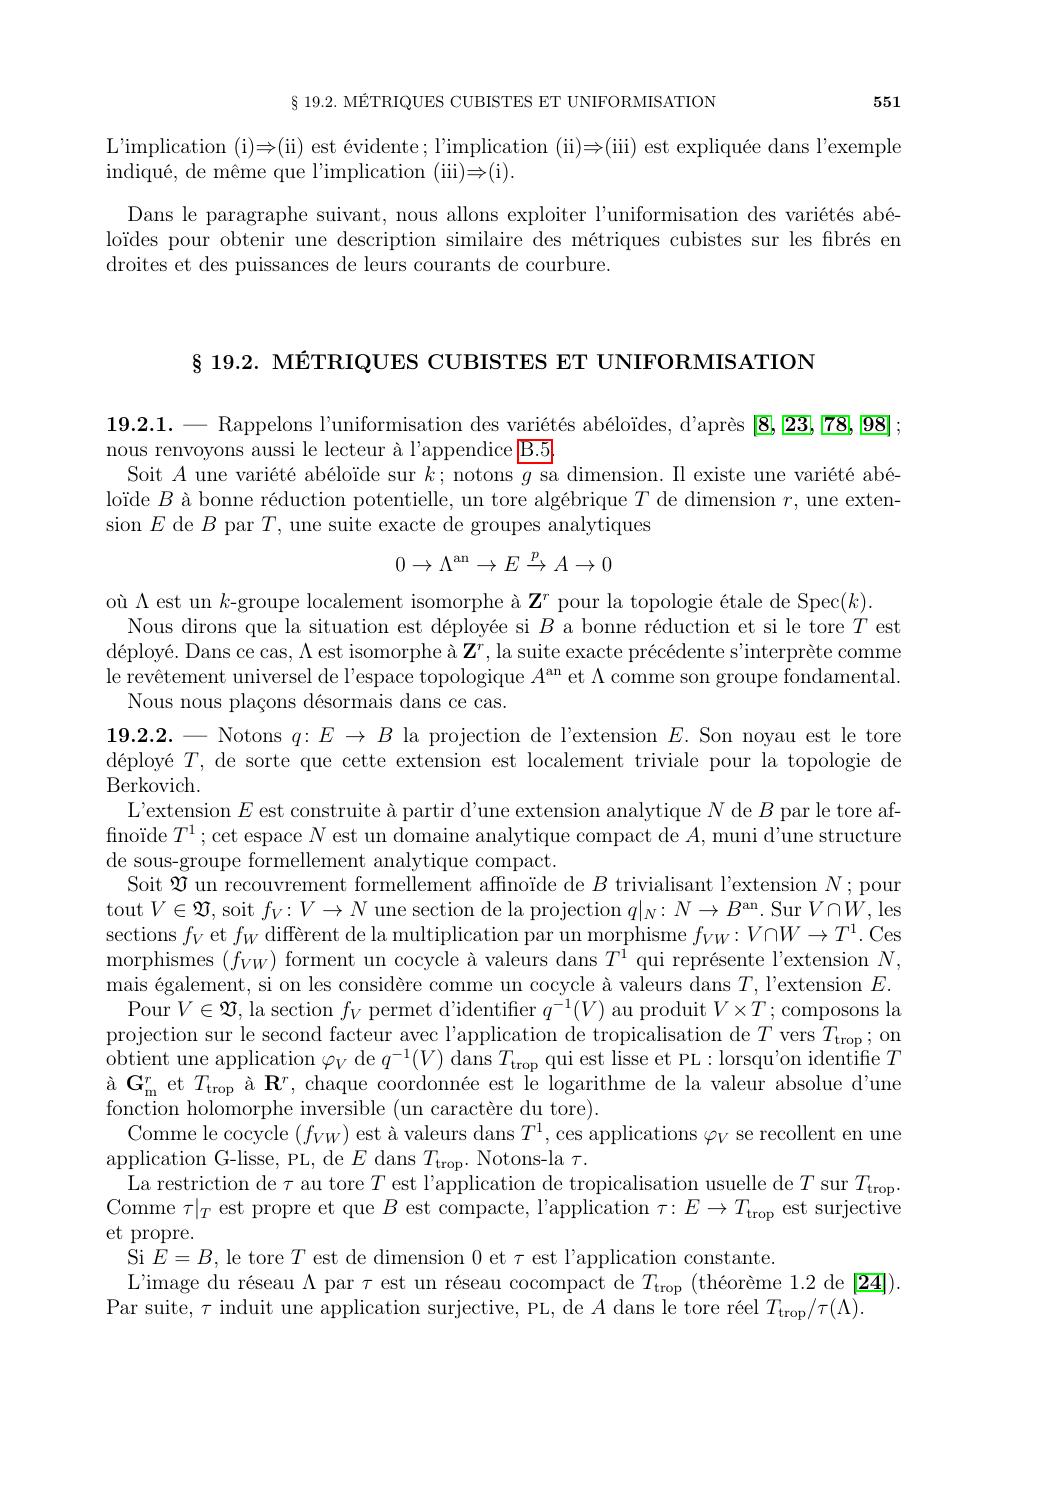 § 19.2. MÉTRIQUES CUBISTES ET UNIFORMISATION 551
L'implication (i)⇒(ii) est évidente ; l'implication (ii)⇒(iii) est expliquée dans l'exemple
indiqué, de même que l'implication (iii)⇒(i).
Dans le paragraphe suivant, nous allons exploiter l'uniformisation des variétés abé-
loïdes pour obtenir une description similaire des métriques cubistes sur les fibrés en
droites et des puissances de leurs courants de courbure.
§ 19.2. MÉTRIQUES CUBISTES ET UNIFORMISATION
19.2.1. — Rappelons l'uniformisation des variétés abéloïdes, d'après [8, 23, 78, 98] ;
nous renvoyons aussi le lecteur à l'appendice B.5.
Soit A une variété abéloïde sur k ; notons g sa dimension. Il existe une variété abé-
loïde B à bonne réduction potentielle, un tore algébrique T de dimension r, une exten-
sion E de B par T, une suite exacte de groupes analytiques
0 → Λ^an → E →^p A → 0
où Λ est un k-groupe localement isomorphe à Z^r pour la topologie étale de Spec(k).
Nous dirons que la situation est déployée si B a bonne réduction et si le tore T est
déployé. Dans ce cas, Λ est isomorphe à Z^r, la suite exacte précédente s'interprète comme
le revêtement universel de l'espace topologique A^an et Λ comme son groupe fondamental.
Nous nous plaçons désormais dans ce cas.
19.2.2. — Notons q : E → B la projection de l'extension E. Son noyau est le tore
déployé T, de sorte que cette extension est localement triviale pour la topologie de
Berkovich.
L'extension E est construite à partir d'une extension analytique N de B par le tore af-
finoïde T^1 ; cet espace N est un domaine analytique compact de A, muni d'une structure
de sous-groupe formellement analytique compact.
Soit 𝔙 un recouvrement formellement affinoïde de B trivialisant l'extension N ; pour
tout V ∈ 𝔙, soit f_V : V → N une section de la projection q|_N : N → B^an. Sur V ∩ W, les
sections f_V et f_W diffèrent de la multiplication par un morphisme f_VW : V ∩ W → T^1. Ces
morphismes (f_VW) forment un cocycle à valeurs dans T^1 qui représente l'extension N,
mais également, si on les considère comme un cocycle à valeurs dans T, l'extension E.
Pour V ∈ 𝔙, la section f_V permet d'identifier q^−1(V) au produit V × T ; composons la
projection sur le second facteur avec l'application de tropicalisation de T vers T_trop ; on
obtient une application φ_V de q^−1(V) dans T_trop qui est lisse et PL : lorsqu'on identifie T
à G_m^r et T_trop à R^r, chaque coordonnée est le logarithme de la valeur absolue d'une
fonction holomorphe inversible (un caractère du tore).
Comme le cocycle (f_VW) est à valeurs dans T^1, ces applications φ_V se recollent en une
application G-lisse, PL, de E dans T_trop. Notons-la τ.
La restriction de τ au tore T est l'application de tropicalisation usuelle de T sur T_trop.
Comme τ|_T est propre et que B est compacte, l'application τ : E → T_trop est surjective
et propre.
Si E = B, le tore T est de dimension 0 et τ est l'application constante.
L'image du réseau Λ par τ est un réseau cocompact de T_trop (théorème 1.2 de [24]).
Par suite, τ induit une application surjective, PL, de A dans le tore réel T_trop/τ(Λ).